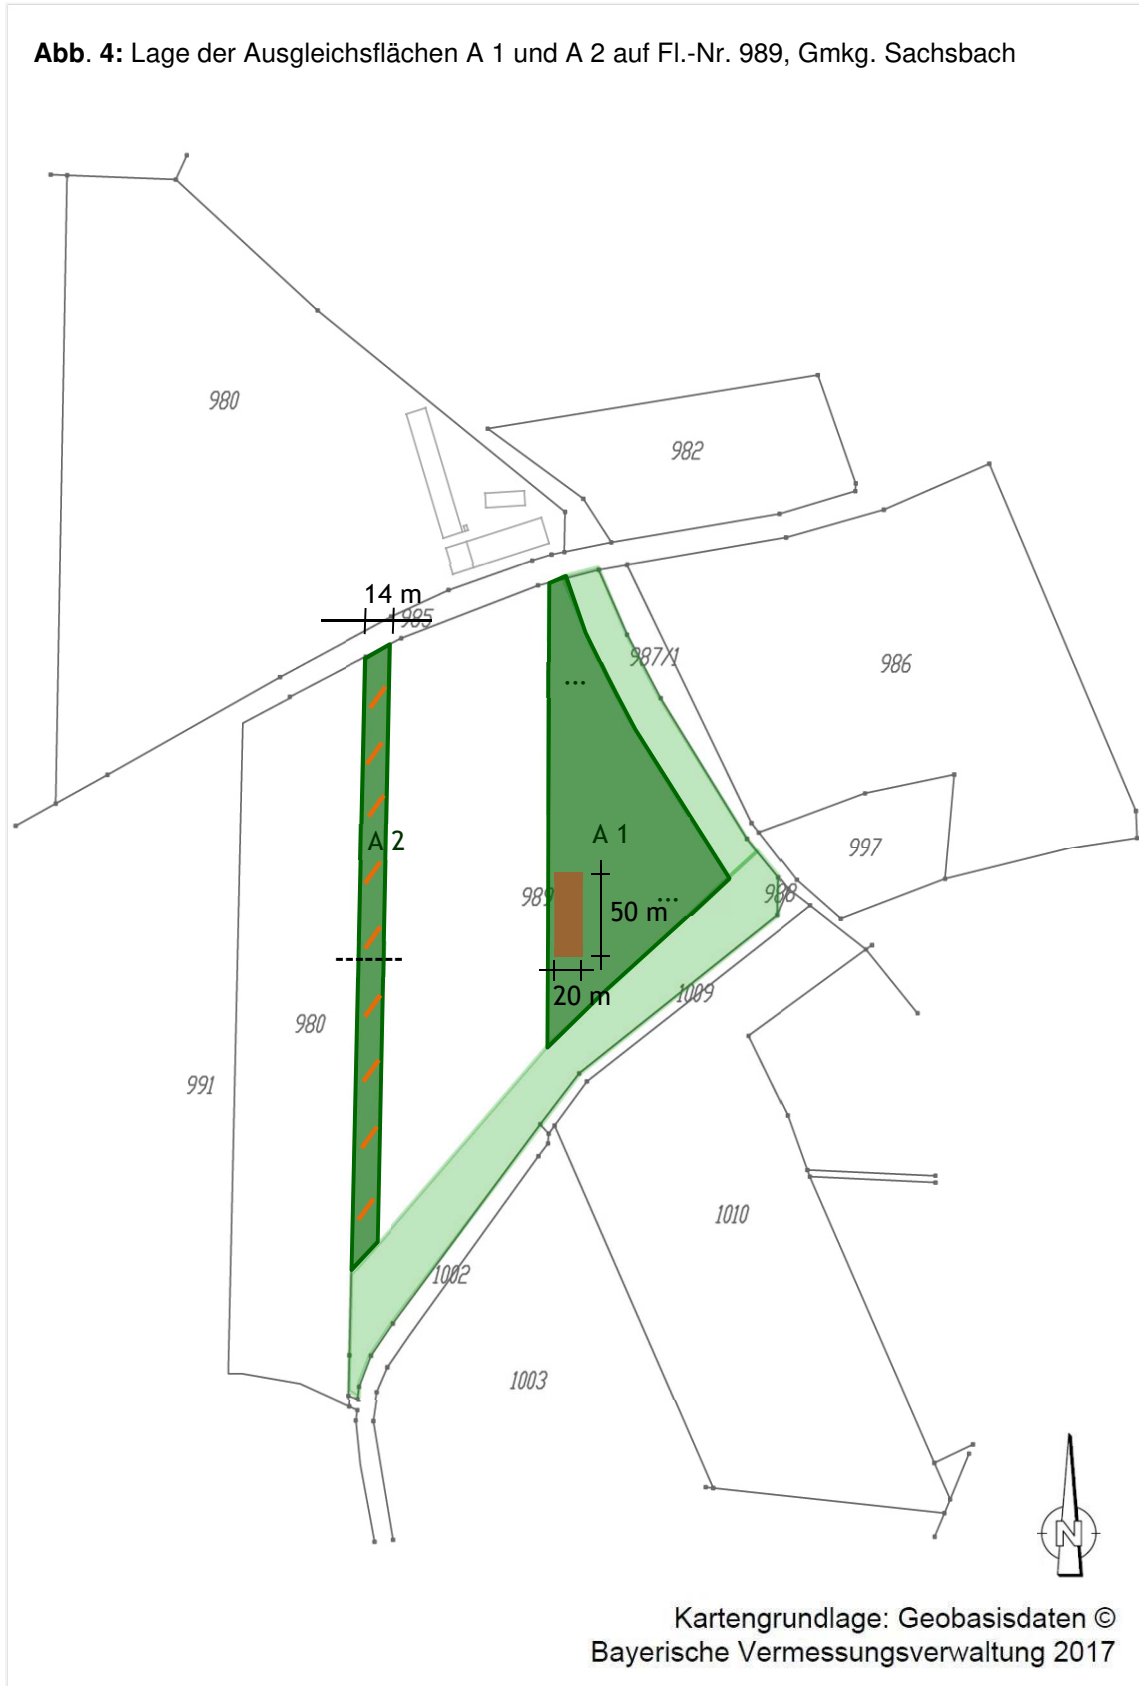 Abb. 4: Lage der Ausgleichsflächen A 1 und A 2 auf Fl.-Nr. 989, Gmkg. Sachsbach
980
982
14 m
985
987/1
986
...
A 1
A 2
997
989
...
988
50 m
20 m
1009
980
991
1010
1002
1003
N
Kartengrundlage: Geobasisdaten ©
Bayerische Vermessungsverwaltung 2017